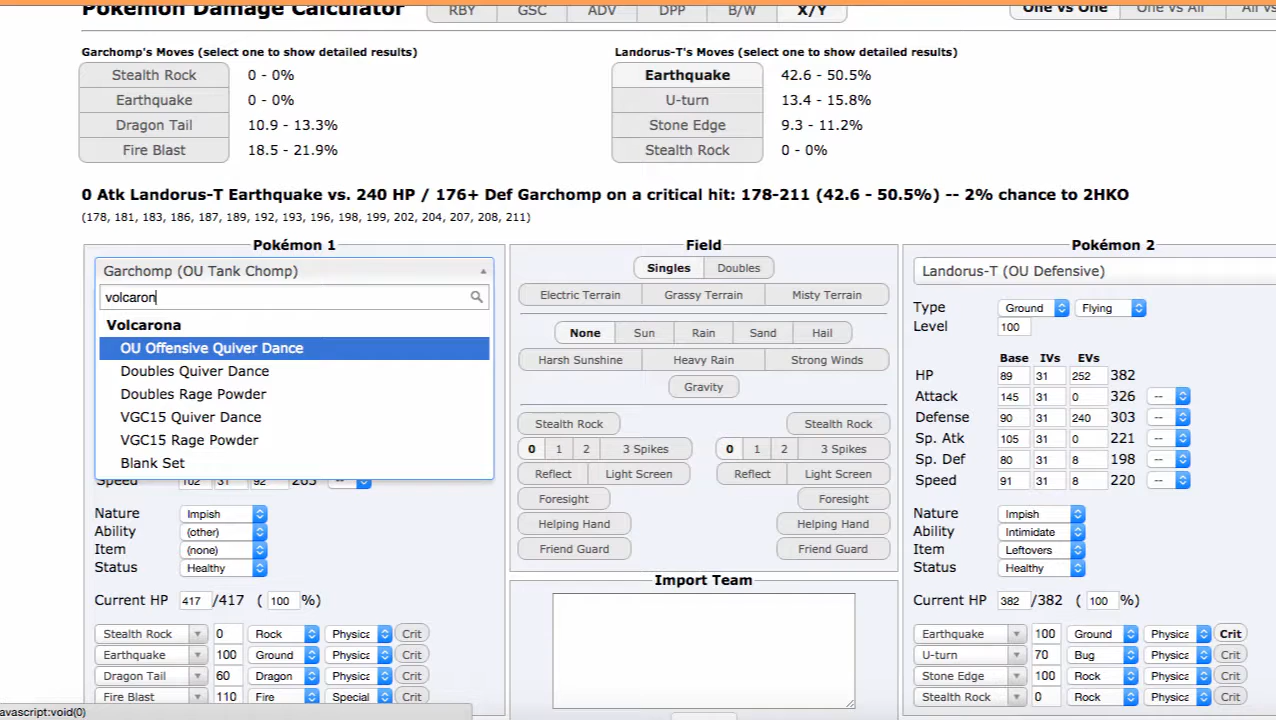 Pokémon Damage Calculator RBY GSC ADV DPP B/W X/Y One vs One One vs All All vs
Garchomp's Moves (select one to show detailed results) Landorus-T's Moves (select one to show detailed results)
Stealth Rock 0 - 0% Earthquake 42.6 - 50.5%
Earthquake 0 - 0% U-turn 13.4 - 15.8%
Dragon Tail 10.9 - 13.3% Stone Edge 9.3 - 11.2%
Fire Blast 18.5 - 21.9% Stealth Rock 0 - 0%
0 Atk Landorus-T Earthquake vs. 240 HP / 176+ Def Garchomp on a critical hit: 178-211 (42.6 - 50.5%) -- 2% chance to 2HKO
(178, 181, 183, 186, 187, 189, 192, 193, 196, 198, 199, 202, 204, 207, 208, 211)
Pokémon 1
Garchomp (OU Tank Chomp)
volcaron
Volcarona
OU Offensive Quiver Dance
Doubles Quiver Dance
Doubles Rage Powder
VGC15 Quiver Dance
VGC15 Rage Powder
Blank Set
Speed 102 31 92 --
Nature Impish
Ability (other)
Item (none)
Status Healthy
Current HP 417 /417 ( 100 %)
Stealth Rock 0 Rock Physica Crit
Earthquake 100 Ground Physica Crit
Dragon Tail 60 Dragon Physica Crit
Fire Blast 110 Fire Special Crit
avascript:void(0)
Field
Singles Doubles
Electric Terrain Grassy Terrain Misty Terrain
None Sun Rain Sand Hail
Harsh Sunshine Heavy Rain Strong Winds
Gravity
Stealth Rock Stealth Rock
0 1 2 3 Spikes 0 1 2 3 Spikes
Reflect Light Screen Reflect Light Screen
Foresight Foresight
Helping Hand Helping Hand
Friend Guard Friend Guard
Import Team
Pokémon 2
Landorus-T (OU Defensive)
Type Ground Flying
Level 100
Base IVs EVs
HP 89 31 252 382
Attack 145 31 0 326 --
Defense 90 31 240 303 --
Sp. Atk 105 31 0 221 --
Sp. Def 80 31 8 198 --
Speed 91 31 8 220 --
Nature Impish
Ability Intimidate
Item Leftovers
Status Healthy
Current HP 382 /382 ( 100 %)
Earthquake 100 Ground Physica Crit
U-turn 70 Bug Physica Crit
Stone Edge 100 Rock Physica Crit
Stealth Rock 0 Rock Physica Crit